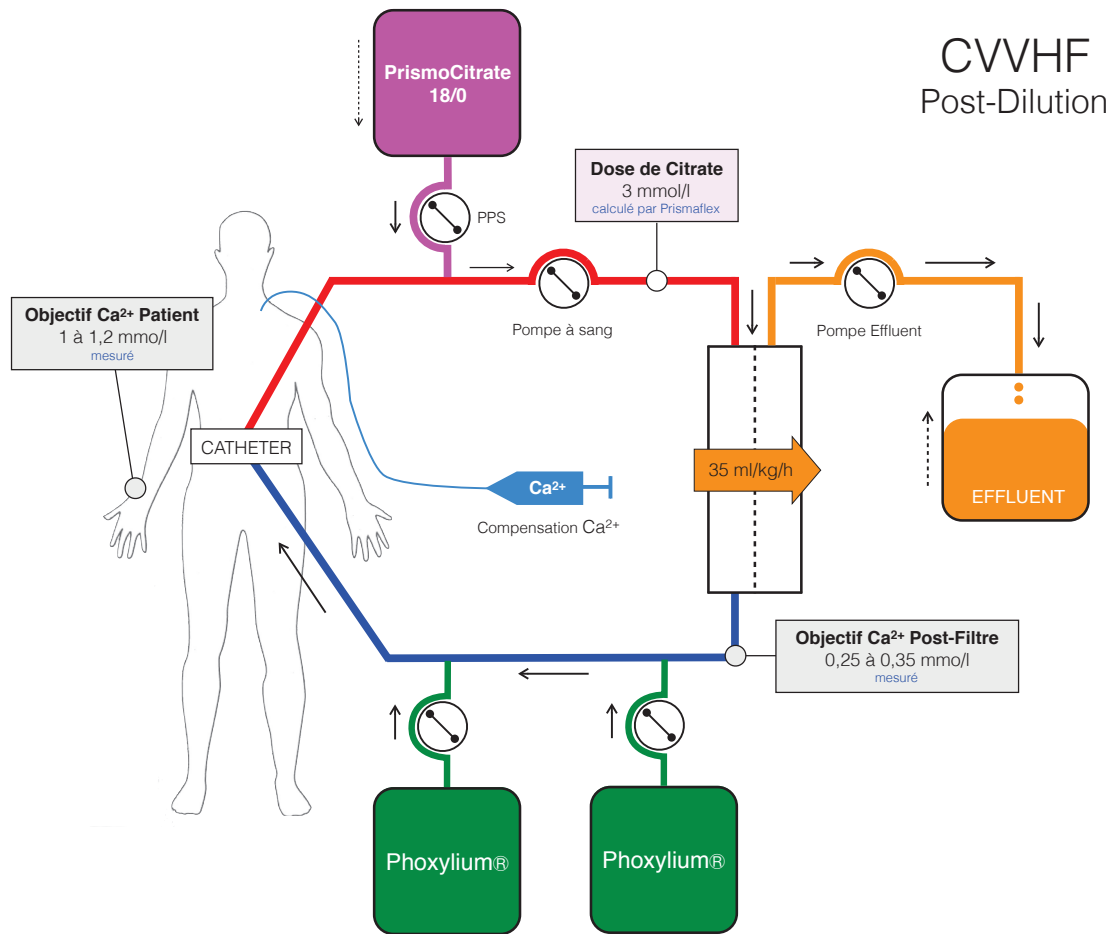 CVVHF
Post-Dilution
PrismoCitrate
18/0
PPS
Dose de Citrate
3 mmol/l
calculé par Prismaflex
Pompe à sang
Pompe Effluent
Objectif Ca²⁺ Patient
1 à 1,2 mmo/l
mesuré
CATHETER
35 ml/kg/h
EFFLUENT
Ca²⁺
Compensation Ca²⁺
Objectif Ca²⁺ Post-Filtre
0,25 à 0,35 mmo/l
mesuré
Phoxylium®
Phoxylium®